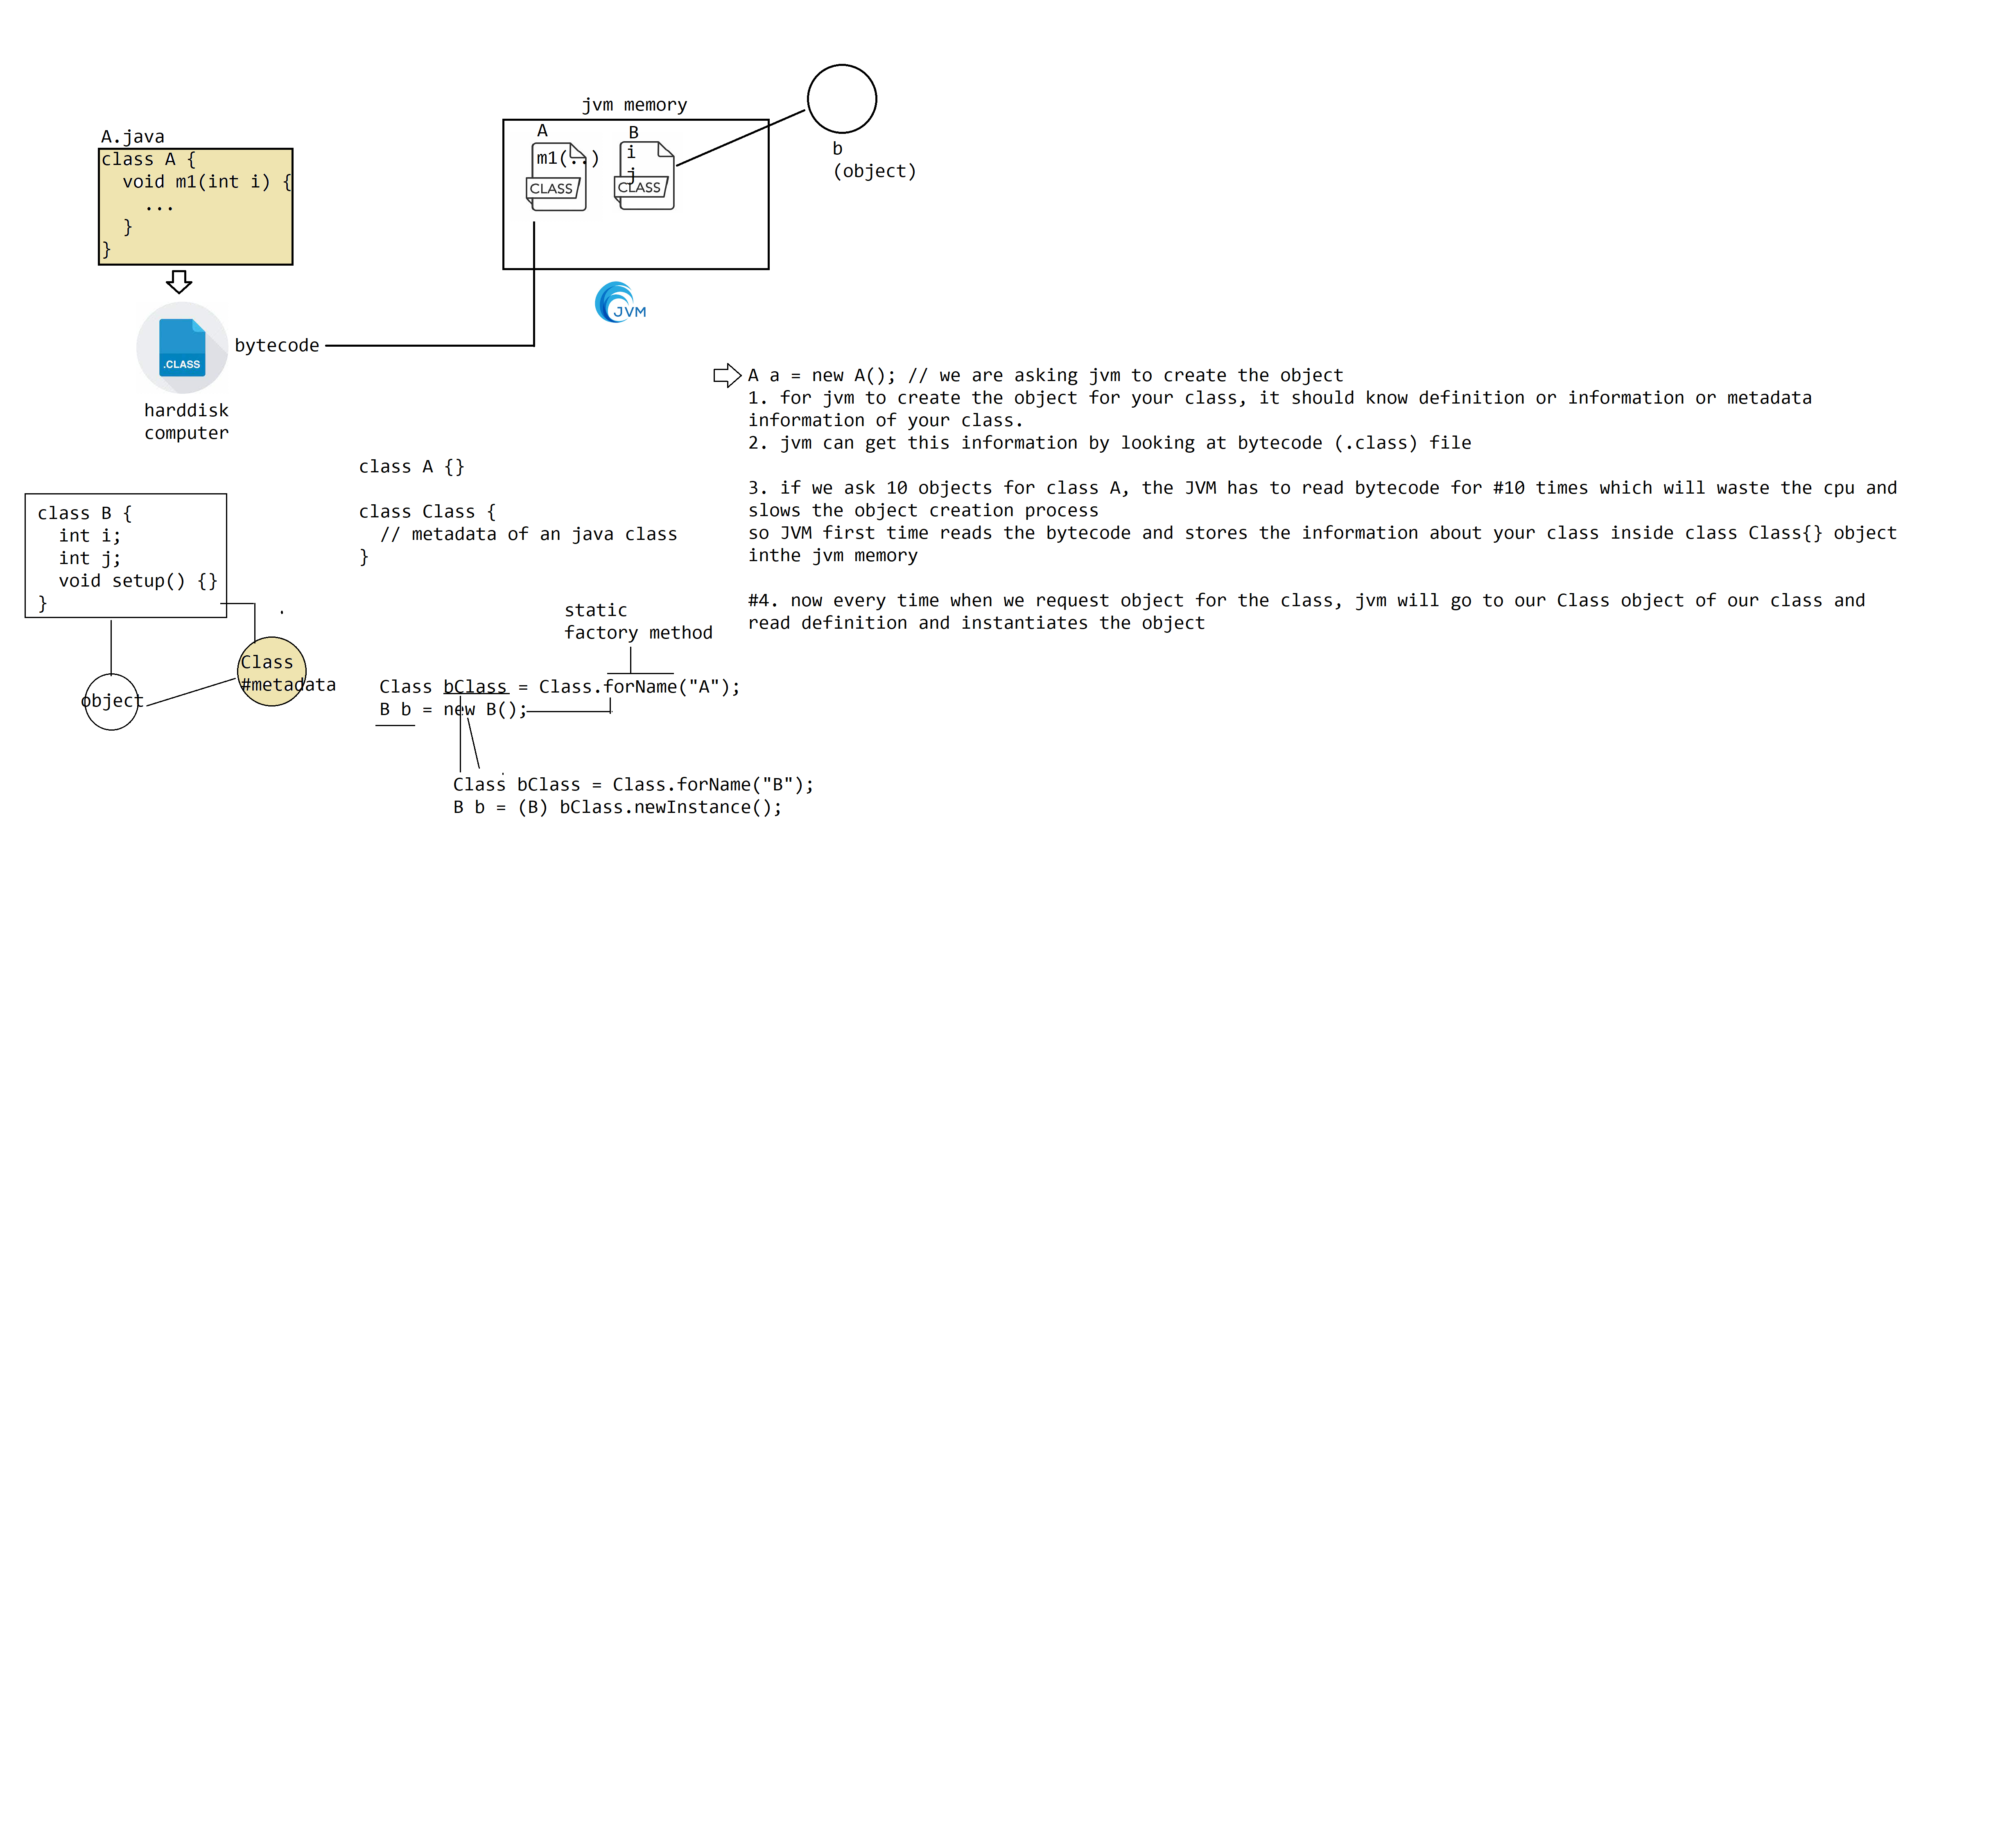 jvm memory
A.java
class A {
  void m1(int i) {
    ...
  }
}
A
m1(..)
CLASS
B
i
j
CLASS
b
(object)
JVM
.CLASS
bytecode
harddisk
computer
A a = new A(); // we are asking jvm to create the object
1. for jvm to create the object for your class, it should know definition or information or metadata
information of your class.
2. jvm can get this information by looking at bytecode (.class) file
3. if we ask 10 objects for class A, the JVM has to read bytecode for #10 times which will waste the cpu and
slows the object creation process
so JVM first time reads the bytecode and stores the information about your class inside class Class{} object
inthe jvm memory
#4. now every time when we request object for the class, jvm will go to our Class object of our class and
read definition and instantiates the object
class A {}
class Class {
  // metadata of an java class
}
class B {
  int i;
  int j;
  void setup() {}
}
.
Class
#metadata
object
static
factory method
Class bClass = Class.forName("A");
B b = new B();
.
Class bClass = Class.forName("B");
B b = (B) bClass.newInstance();